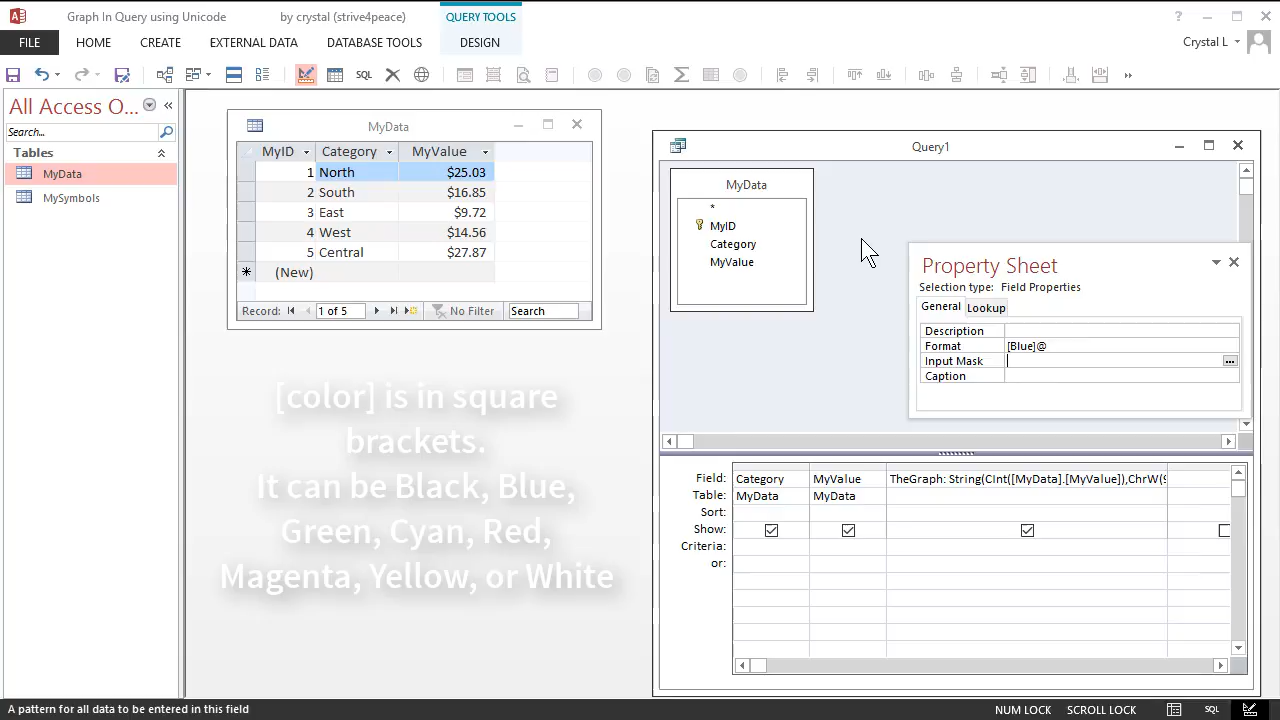 Graph In Query using Unicode by crystal (strive4peace) QUERY TOOLS ?
FILE HOME CREATE EXTERNAL DATA DATABASE TOOLS DESIGN Crystal L
SQL
All Access O...
Search...
Tables
MyData
MySymbols
MyData
MyID Category MyValue
1 North $25.03
2 South $16.85
3 East $9.72
4 West $14.56
5 Central $27.87
(New)
Record: 1 of 5 No Filter Search
[color] is in square
brackets.
It can be Black, Blue,
Green, Cyan, Red,
Magenta, Yellow, or White
Query1
MyData
*
MyID
Category
MyValue
Property Sheet
Selection type: Field Properties
General Lookup
Description
Format [Blue]@
Input Mask ...
Caption
Field: Category MyValue TheGraph: String(CInt([MyData].[MyValue]),ChrW(9
Table: MyData MyData
Sort:
Show:
Criteria:
or:
A pattern for all data to be entered in this field NUM LOCK SCROLL LOCK SQL